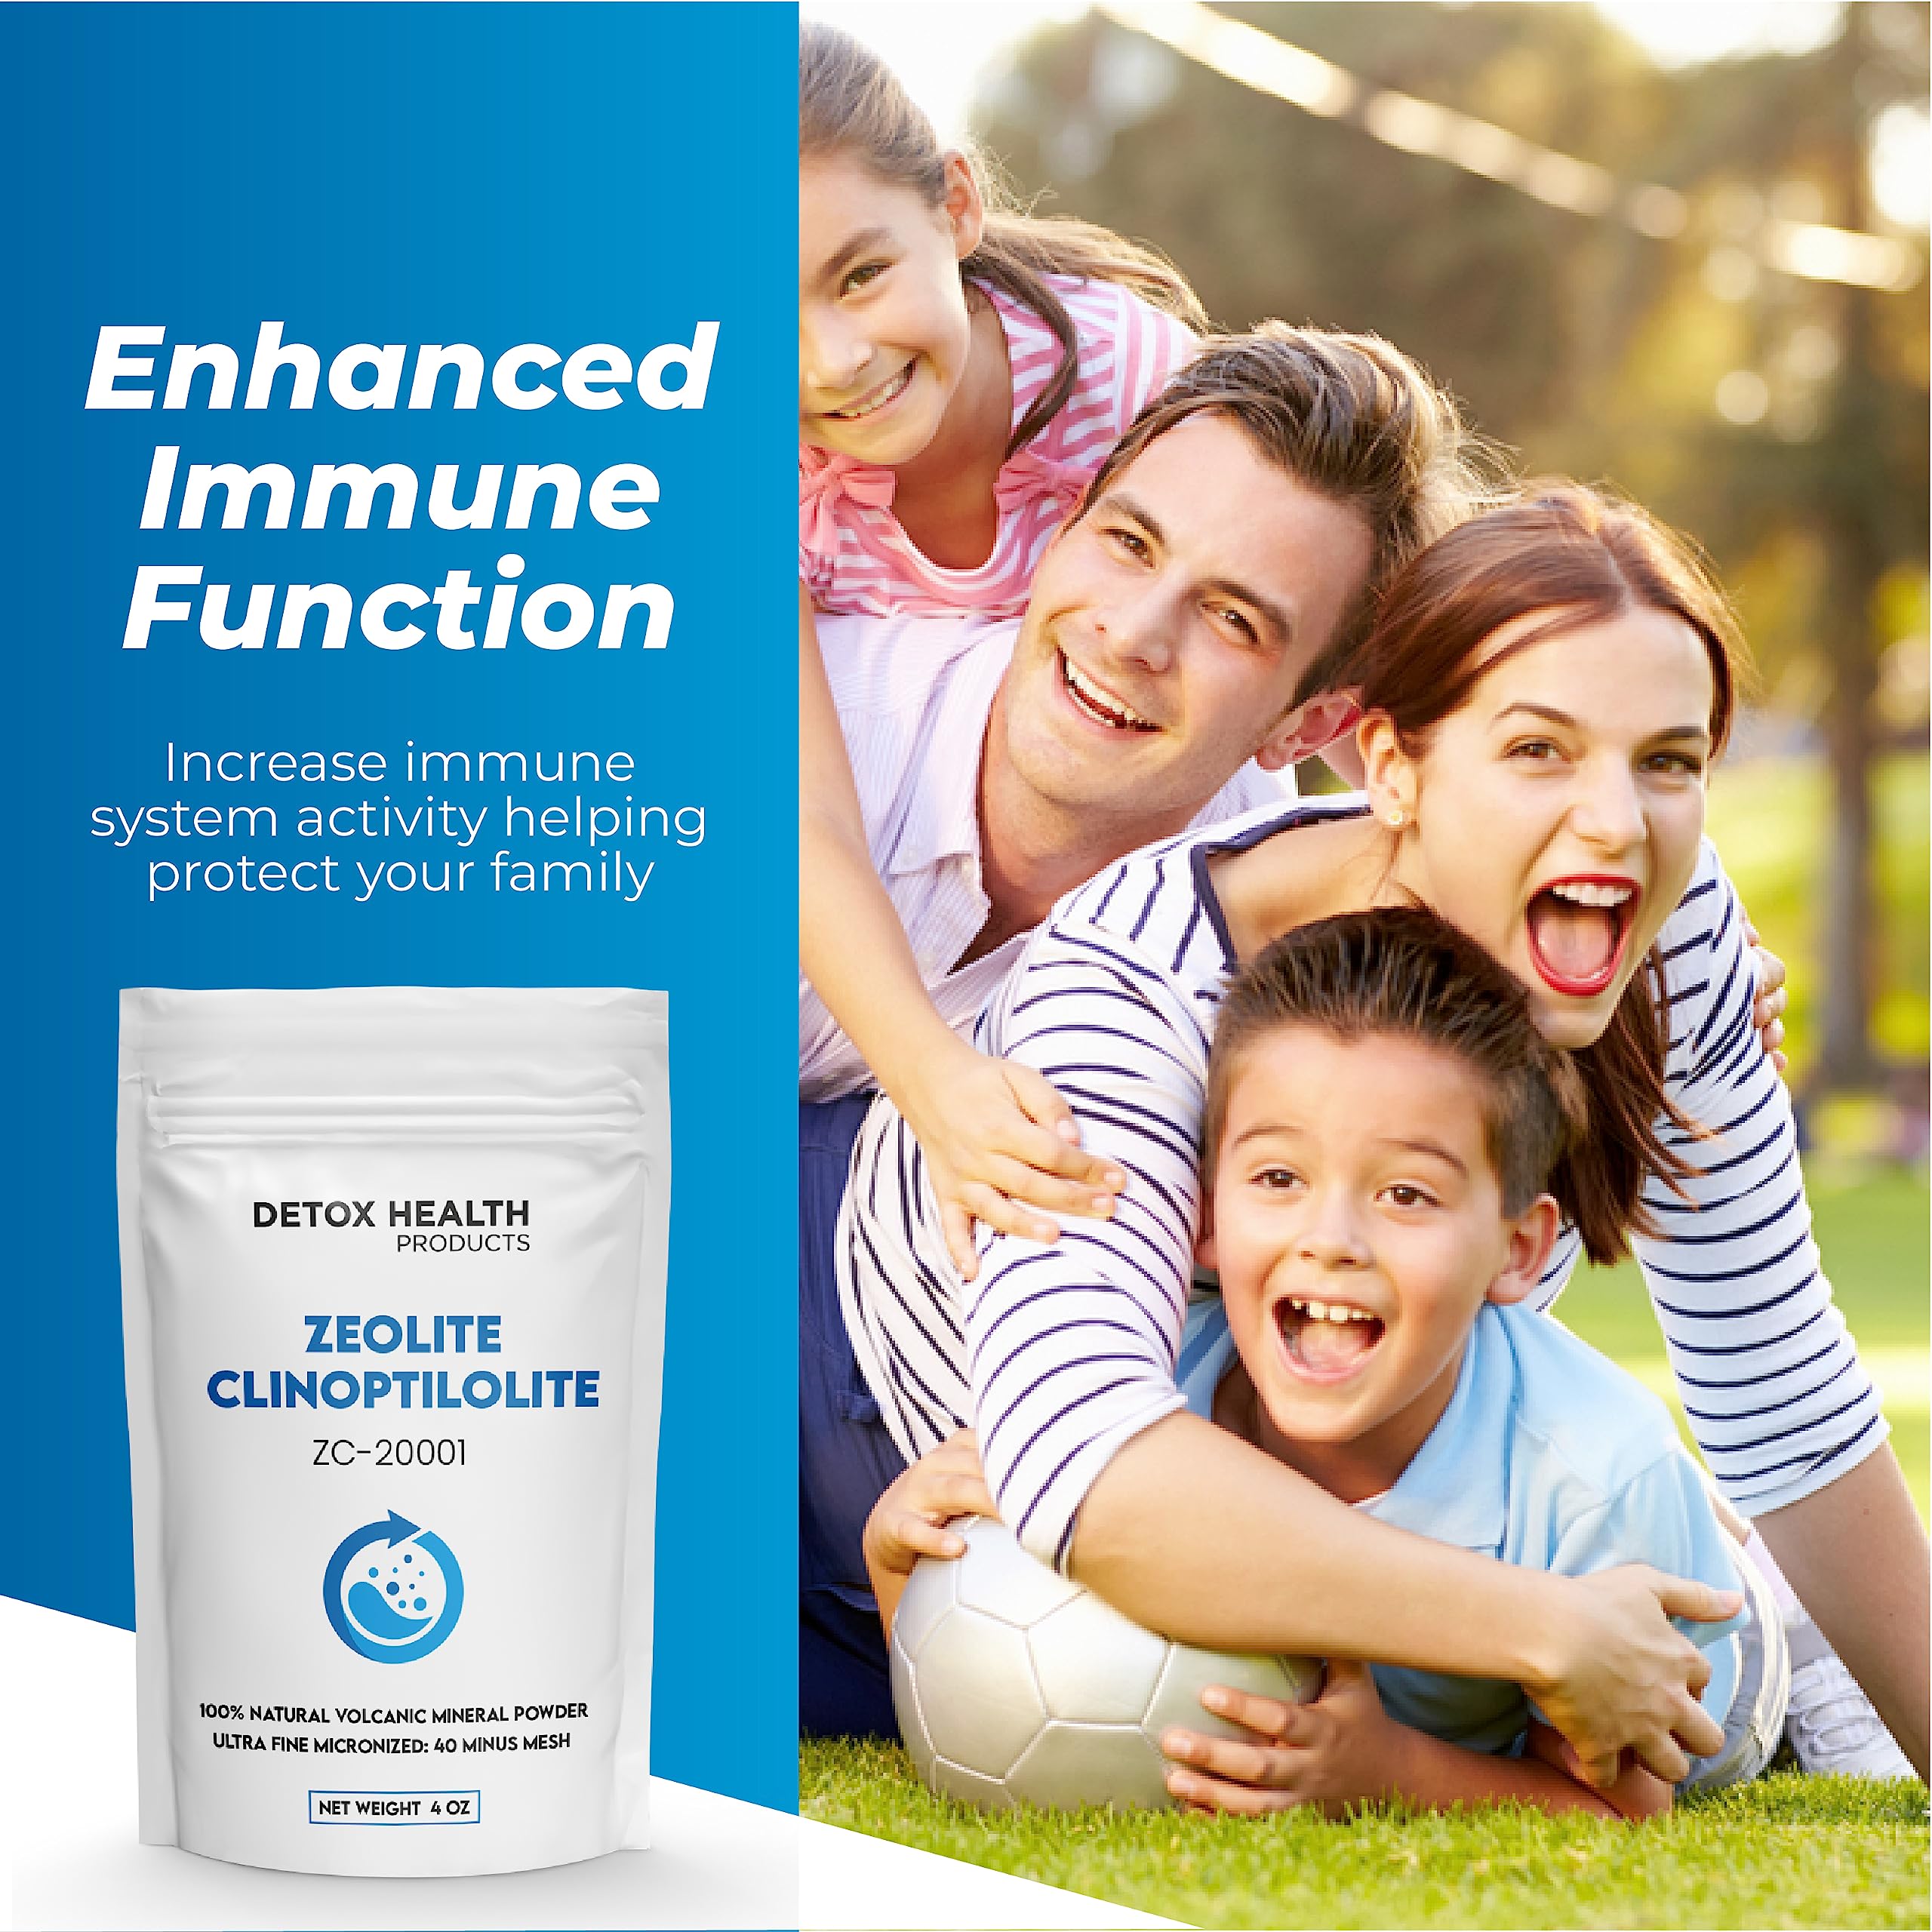 Enhanced
Immune
Function
Increase immune
system activity helping
protect your family
DETOX HEALTH
PRODUCTS
ZEOLITE
CLINOPTILOLITE
ZC-20001
100% NATURAL VOLCANIC MINERAL POWDER
ULTRA FINE MICRONIZED: 40 MINUS MESH
NET WEIGHT 4 OZ